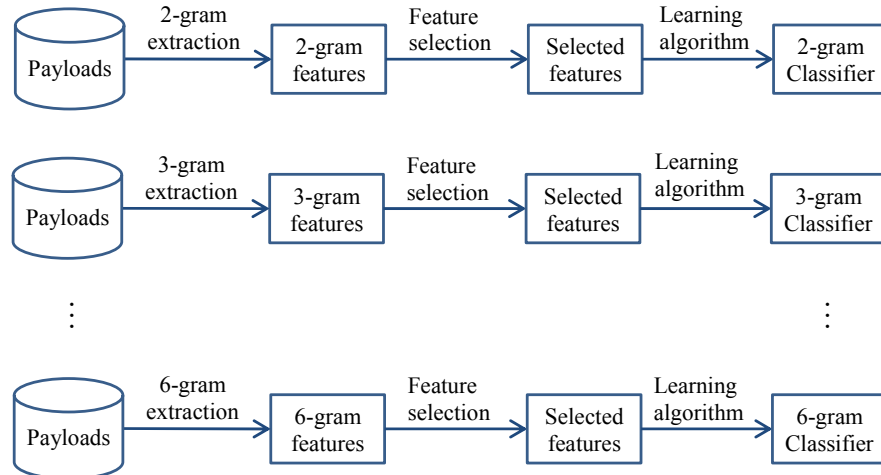 2-gram
extraction
Feature
selection
Learning
algorithm
Payloads
2-gram
features
Selected
features
2-gram
Classifier
3-gram
extraction
Feature
selection
Learning
algorithm
Payloads
3-gram
features
Selected
features
3-gram
Classifier
⋮
⋮
6-gram
extraction
Feature
selection
Learning
algorithm
Payloads
6-gram
features
Selected
features
6-gram
Classifier